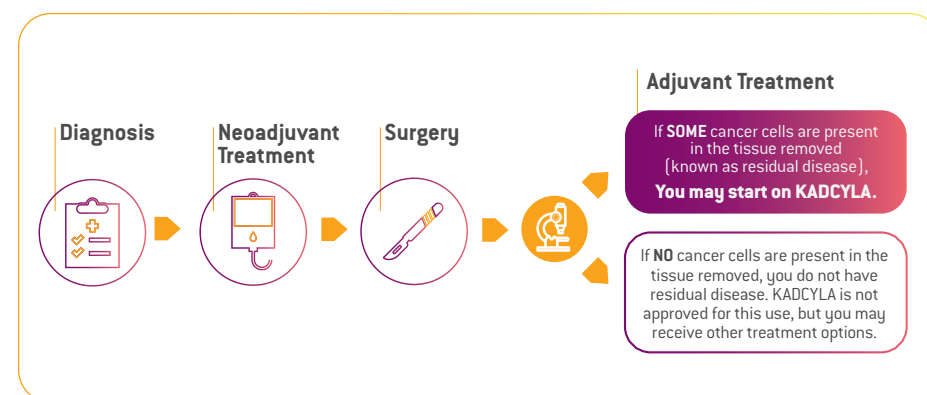 Diagnosis
Neoadjuvant
Treatment
Surgery
Adjuvant Treatment
If SOME cancer cells are present
in the tissue removed
(known as residual disease),
You may start on KADCYLA.
If NO cancer cells are present in the
tissue removed, you do not have
residual disease. KADCYLA is not
approved for this use, but you may
receive other treatment options.